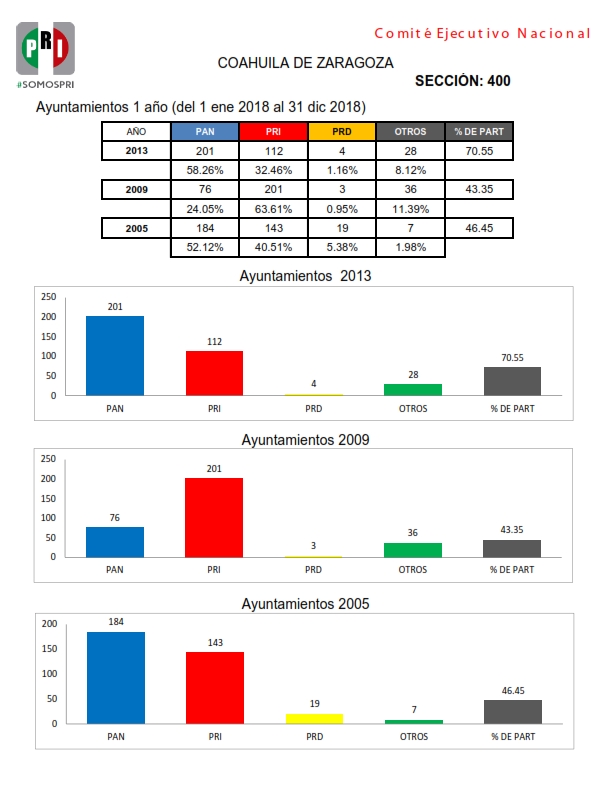 Comité Ejecutivo Nacional
PRI
#SOMOSPRI
COAHUILA DE ZARAGOZA
SECCIÓN: 400
Ayuntamientos 1 año (del 1 ene 2018 al 31 dic 2018)
AÑO PAN PRI PRD OTROS % DE PART
2013 201 112 4 28 70.55
58.26% 32.46% 1.16% 8.12%
2009 76 201 3 36 43.35
24.05% 63.61% 0.95% 11.39%
2005 184 143 19 7 46.45
52.12% 40.51% 5.38% 1.98%
Ayuntamientos 2013
250
200
150
100
50
0
201
112
4
28
70.55
PAN PRI PRD OTROS % DE PART
Ayuntamientos 2009
250
200
150
100
50
0
76
201
3
36
43.35
PAN PRI PRD OTROS % DE PART
Ayuntamientos 2005
200
150
100
50
0
184
143
19
7
46.45
PAN PRI PRD OTROS % DE PART